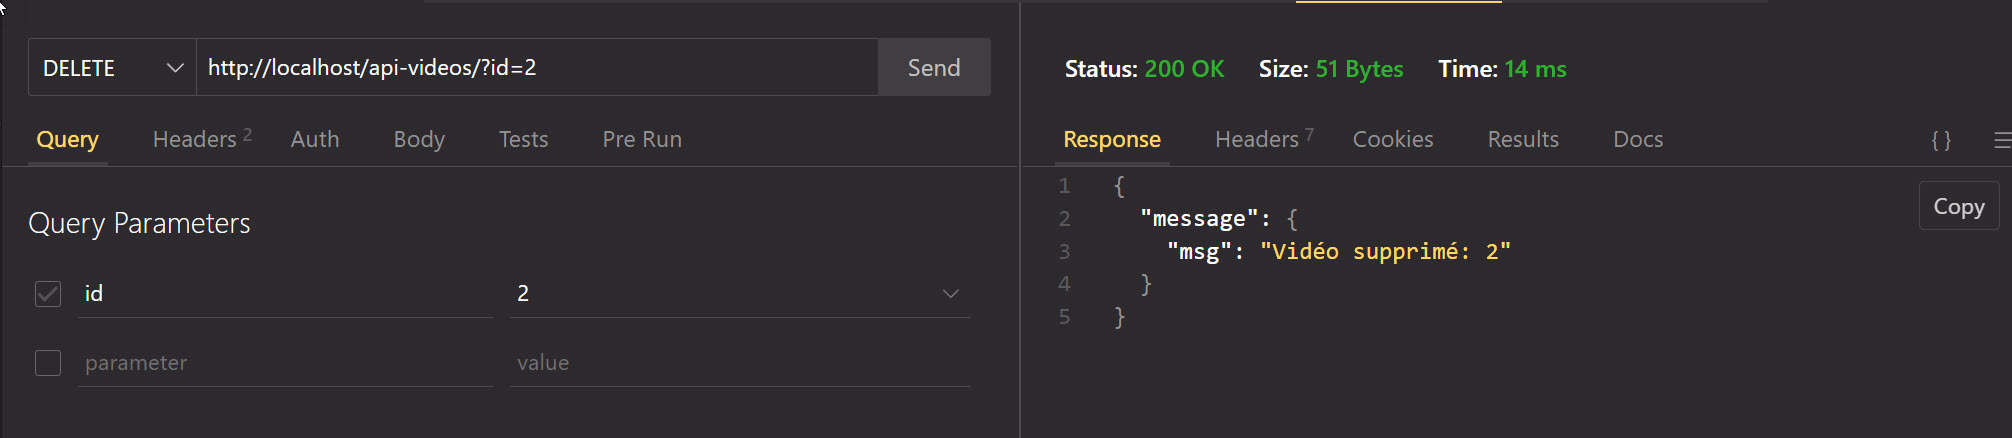 DELETE http://localhost/api-videos/?id=2 Send
Query Headers 2 Auth Body Tests Pre Run
Query Parameters
id 2
parameter value
Status: 200 OK Size: 51 Bytes Time: 14 ms
Response Headers 7 Cookies Results Docs { }
Copy
1 {
2 "message": {
3 "msg": "Vidéo supprimé: 2"
4 }
5 }